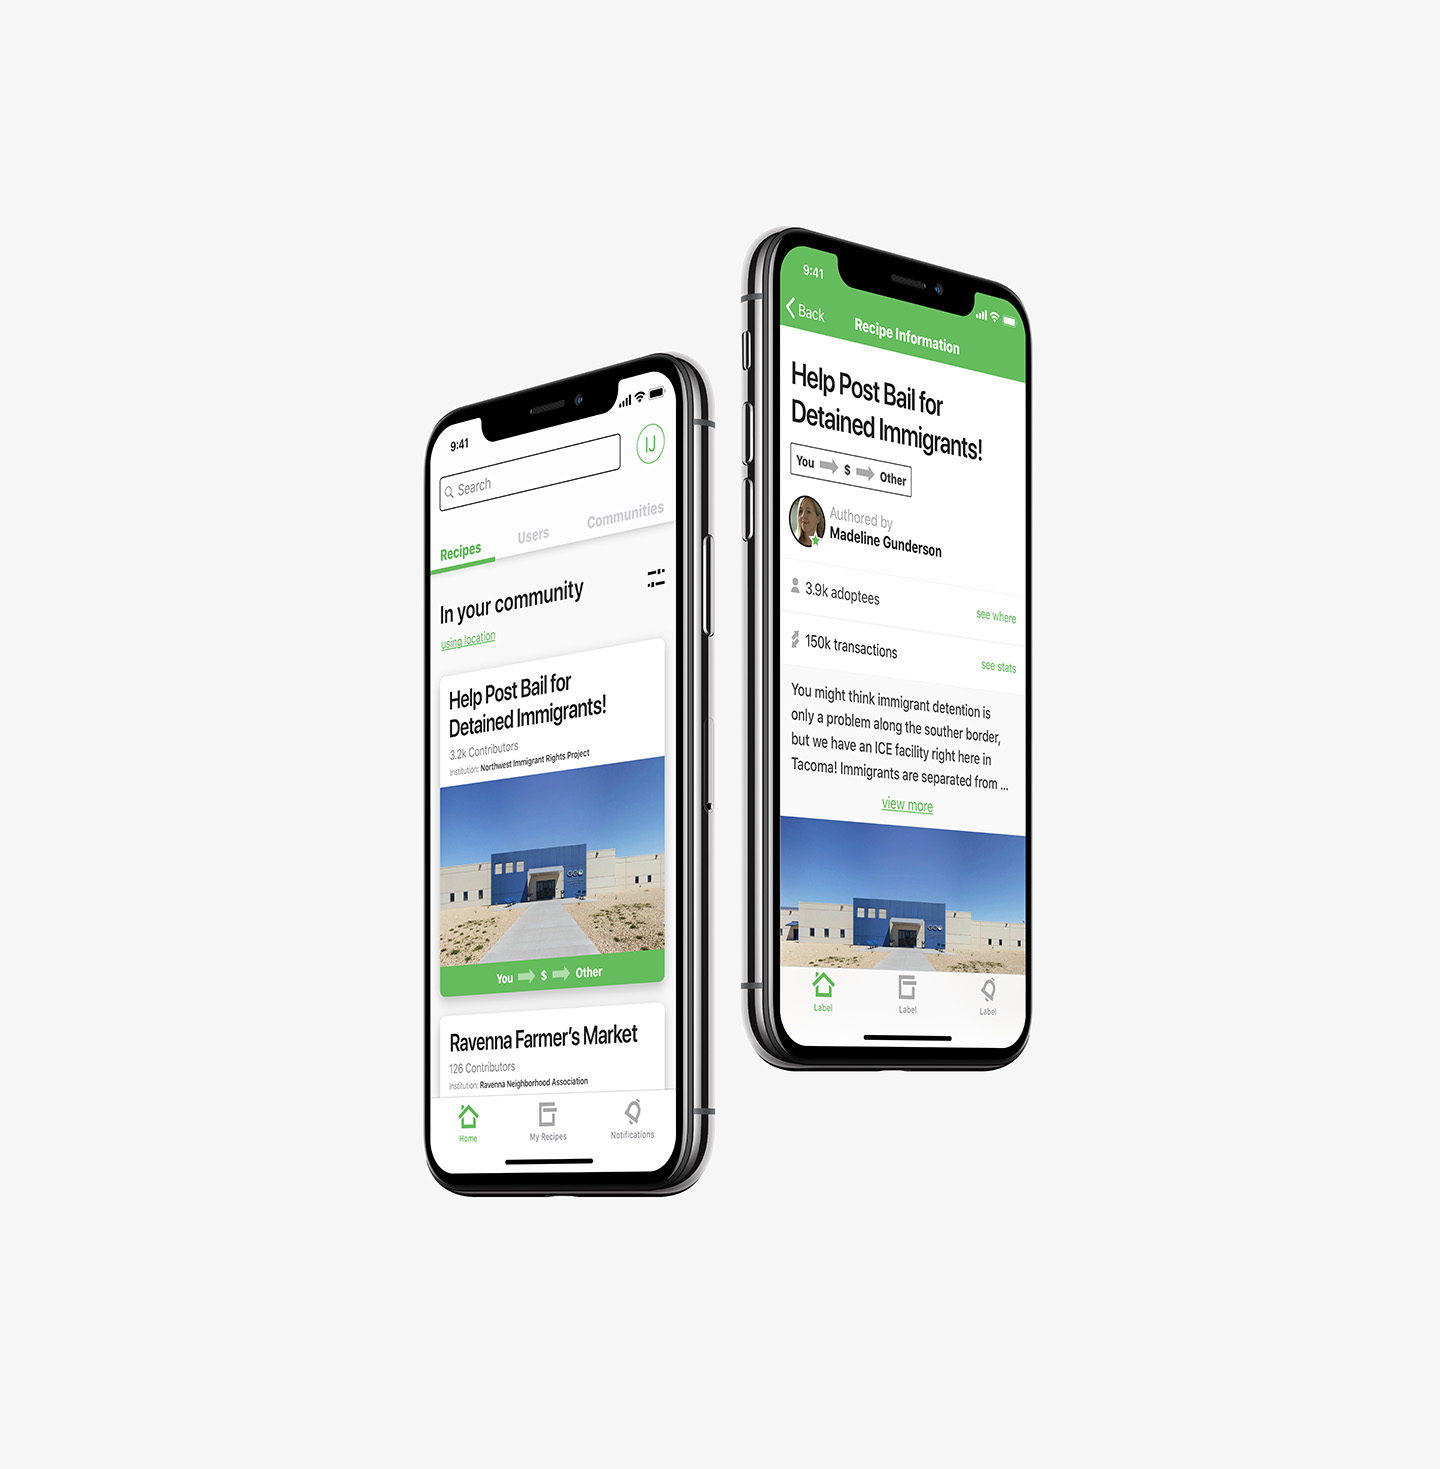 9:41
Search
IJ
Recipes
Users
Communities
In your community
using location
Help Post Bail for
Detained Immigrants!
3.2k Contributors
Institution: Northwest Immigrant Rights Project
GEO
You $ Other
Ravenna Farmer's Market
126 Contributors
Institution: Ravenna Neighborhood Association
Home
My Recipes
Notifications
9:41
Back
Recipe Information
Help Post Bail for
Detained Immigrants!
You $ Other
Authored by
Madeline Gunderson
3.9k adoptees
see where
150k transactions
see stats
You might think immigrant detention is
only a problem along the souther border,
but we have an ICE facility right here in
Tacoma! Immigrants are separated from ...
view more
GEO
Label
Label
Label